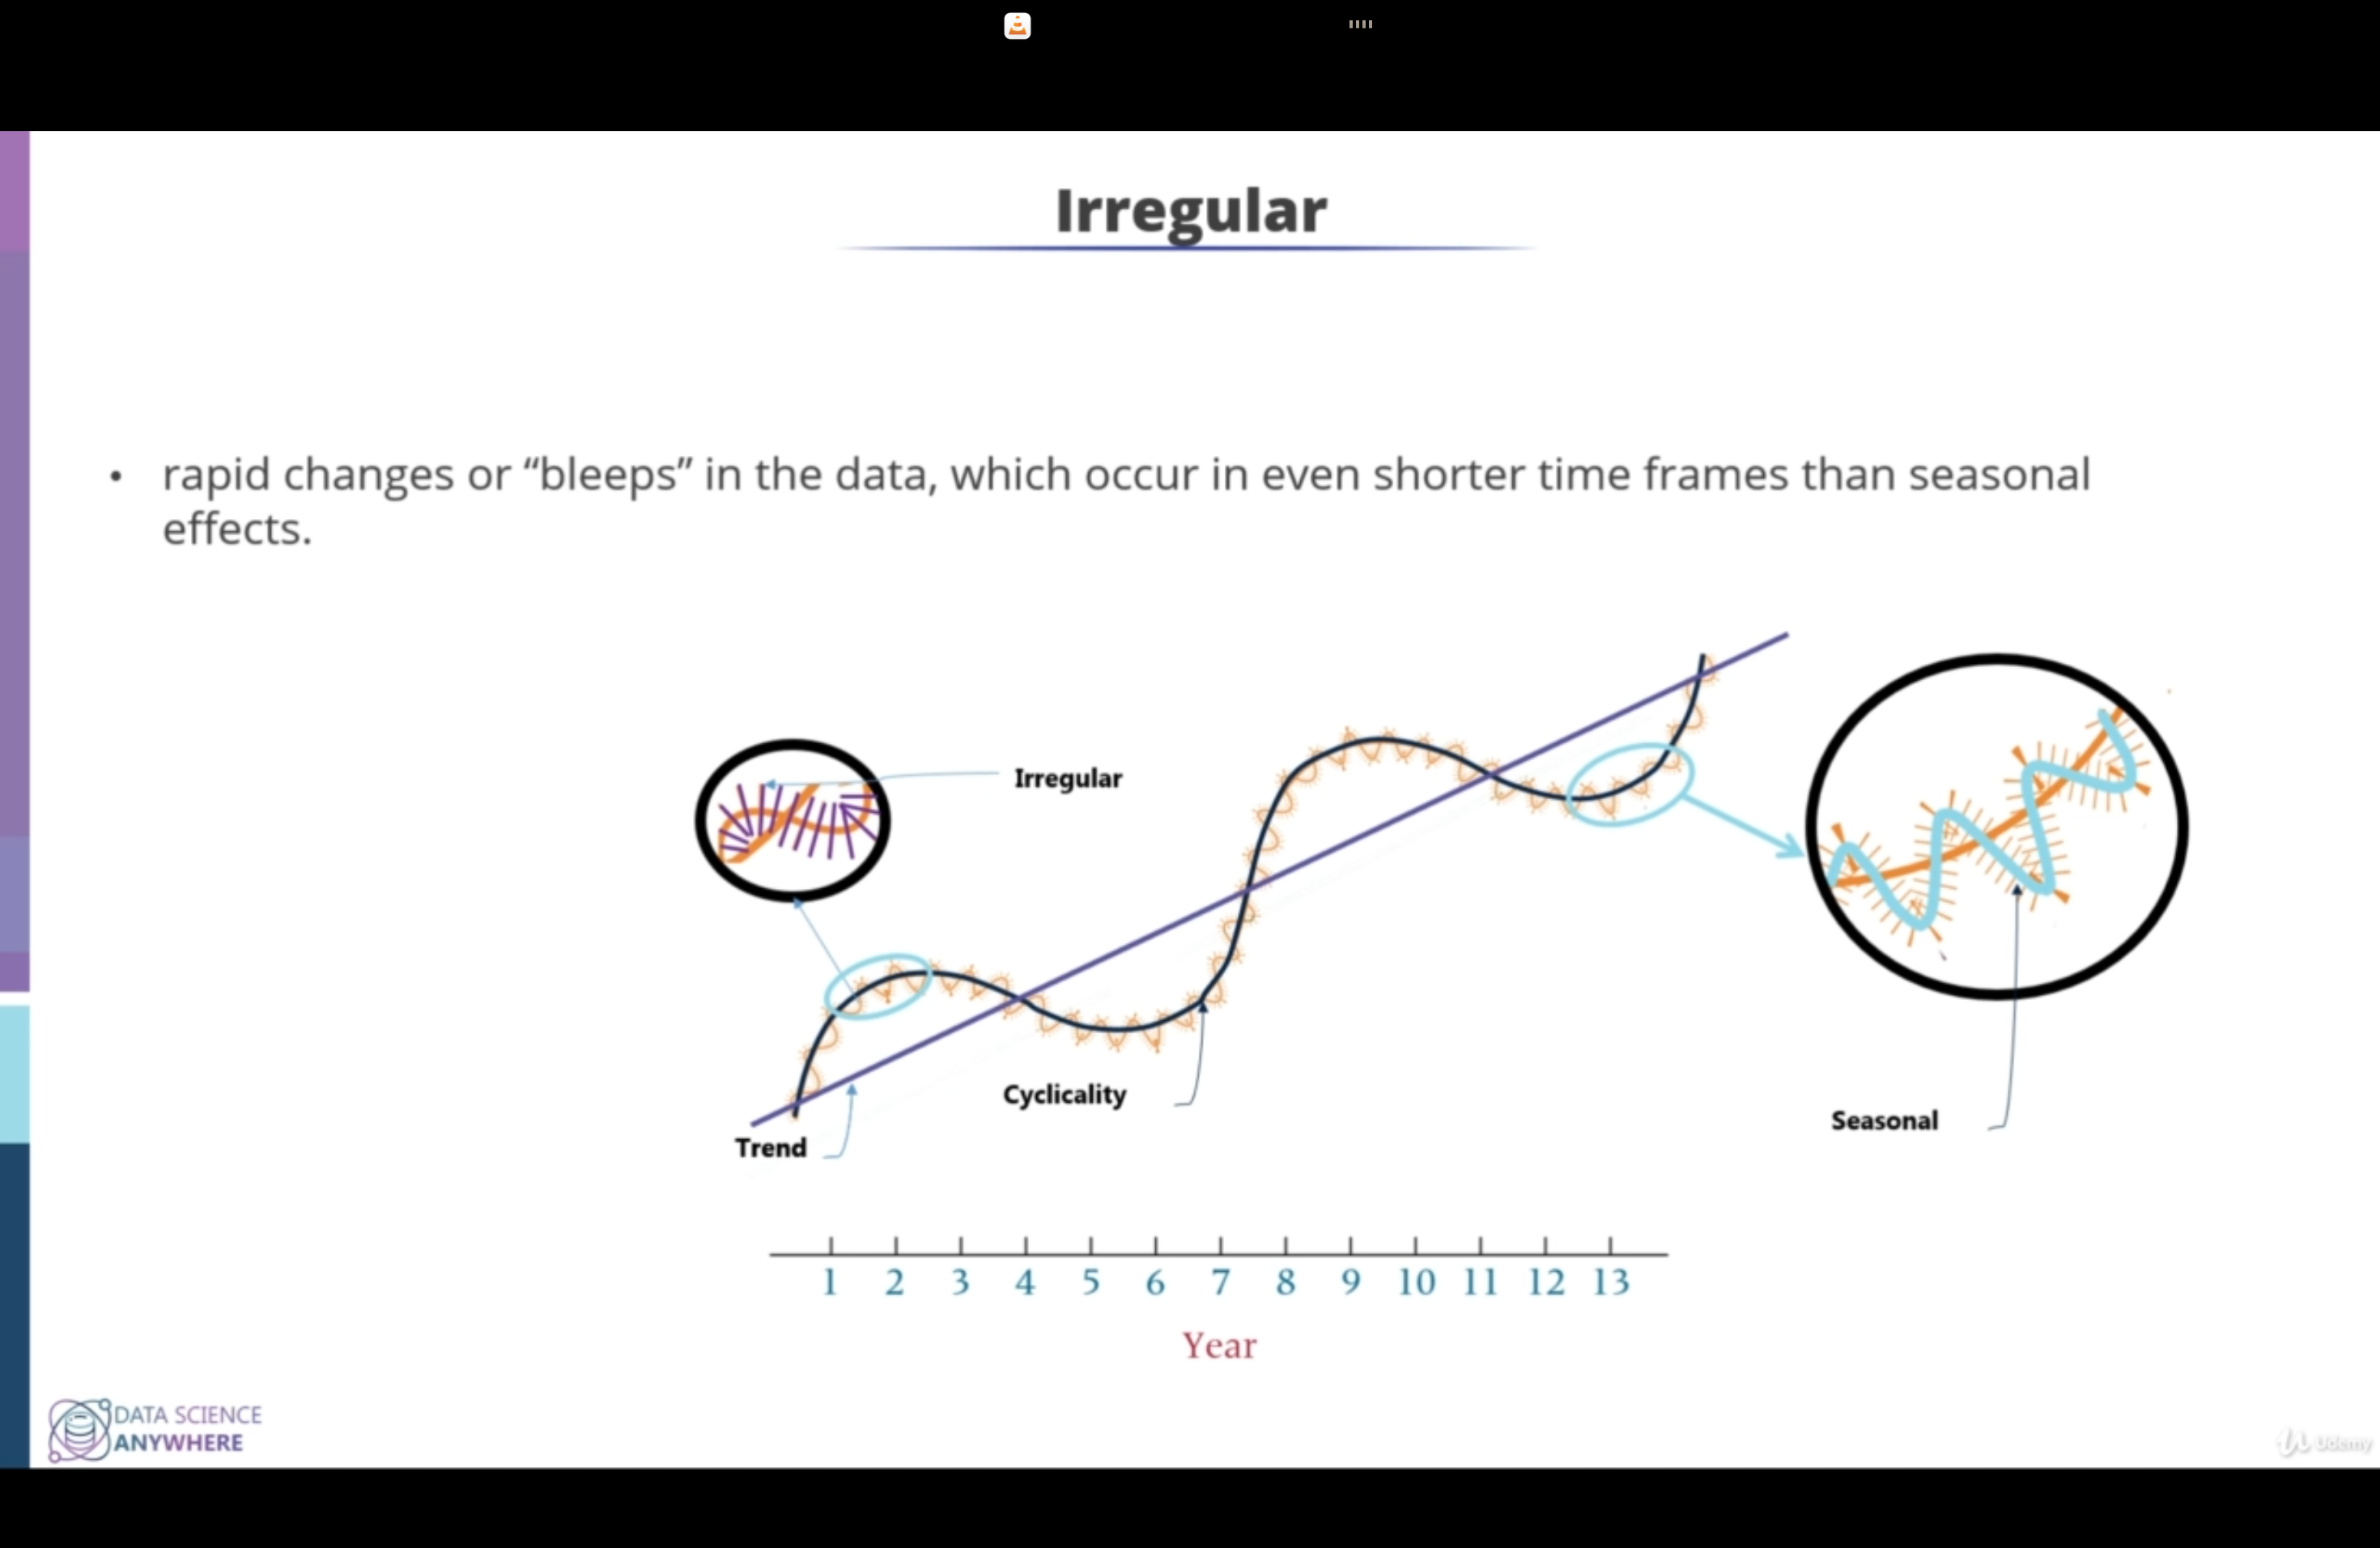 Irregular
• rapid changes or “bleeps” in the data, which occur in even shorter time frames than seasonal
effects.
Irregular
Cyclicality
Trend
Seasonal
1 2 3 4 5 6 7 8 9 10 11 12 13
Year
DATA SCIENCE
ANYWHERE
Udemy